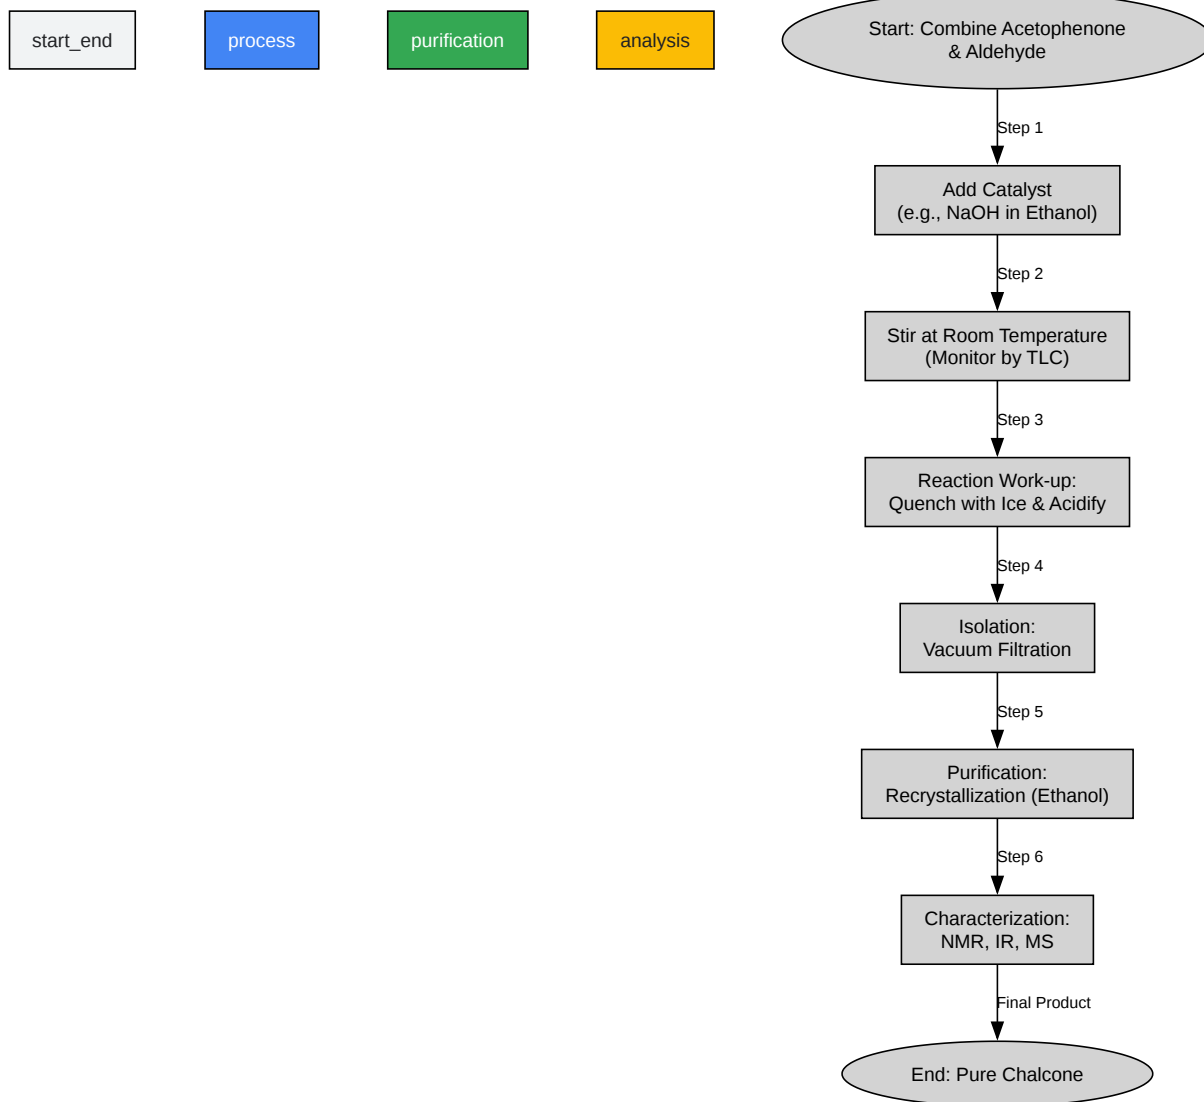 start_end
process
purification
analysis
Start: Combine Acetophenone
& Aldehyde
Step 1
Add Catalyst
(e.g., NaOH in Ethanol)
Step 2
Stir at Room Temperature
(Monitor by TLC)
Step 3
Reaction Work-up:
Quench with Ice & Acidify
Step 4
Isolation:
Vacuum Filtration
Step 5
Purification:
Recrystallization (Ethanol)
Step 6
Characterization:
NMR, IR, MS
Final Product
End: Pure Chalcone